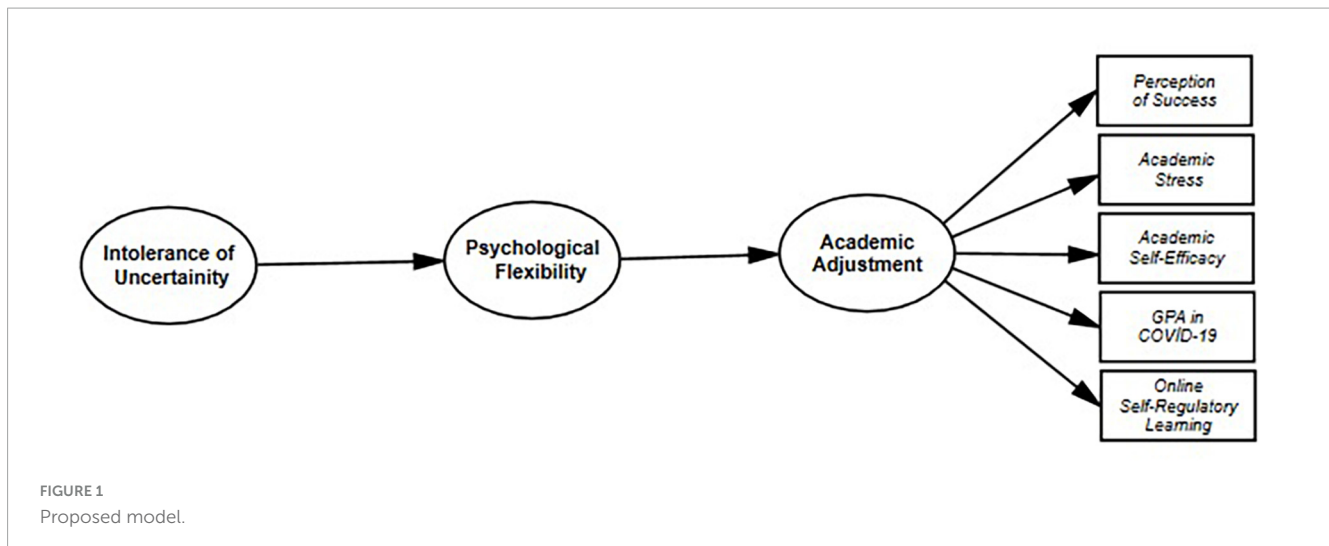 Intolerance of
Uncertainity
Psychological
Flexibility
Academic
Adjustment
Perception
of Success
Academic
Stress
Academic
Self-Efficacy
GPA in
COVİD-19
Online
Self-Regulatory
Learning
FIGURE 1
Proposed model.